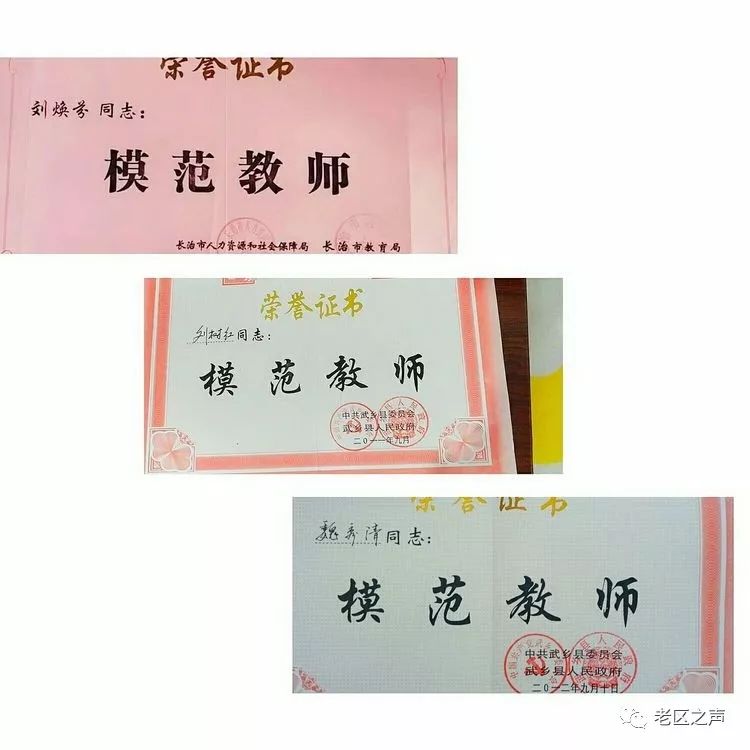 荣誉证书
刘焕芬 同志:
模范教师
长治市人力资源和社会保障局 长治市教育局
荣誉证书
刘树红同志:
模范教师
中共武乡县委员会
武乡县人民政府
二〇一一年九月
荣誉证书
魏秀清同志:
模范教师
中共武乡县委员会
武乡县人民政府
二〇一二年九月十日
老区之声